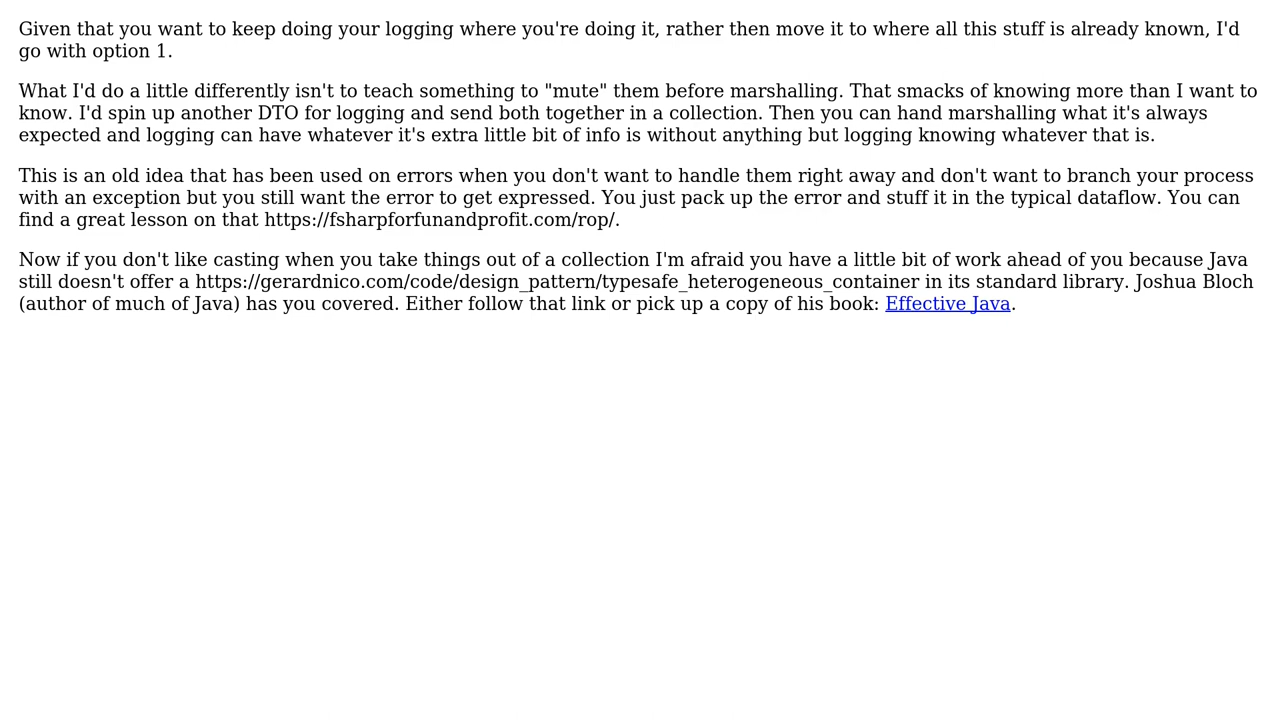 Given that you want to keep doing your logging where you're doing it, rather then move it to where all this stuff is already known, I'd
go with option 1.
What I'd do a little differently isn't to teach something to "mute" them before marshalling. That smacks of knowing more than I want to
know. I'd spin up another DTO for logging and send both together in a collection. Then you can hand marshalling what it's always
expected and logging can have whatever it's extra little bit of info is without anything but logging knowing whatever that is.
This is an old idea that has been used on errors when you don't want to handle them right away and don't want to branch your process
with an exception but you still want the error to get expressed. You just pack up the error and stuff it in the typical dataflow. You can
find a great lesson on that https://fsharpforfunandprofit.com/rop/.
Now if you don't like casting when you take things out of a collection I'm afraid you have a little bit of work ahead of you because Java
still doesn't offer a https://gerardnico.com/code/design_pattern/typesafe_heterogeneous_container in its standard library. Joshua Bloch
(author of much of Java) has you covered. Either follow that link or pick up a copy of his book: Effective Java.